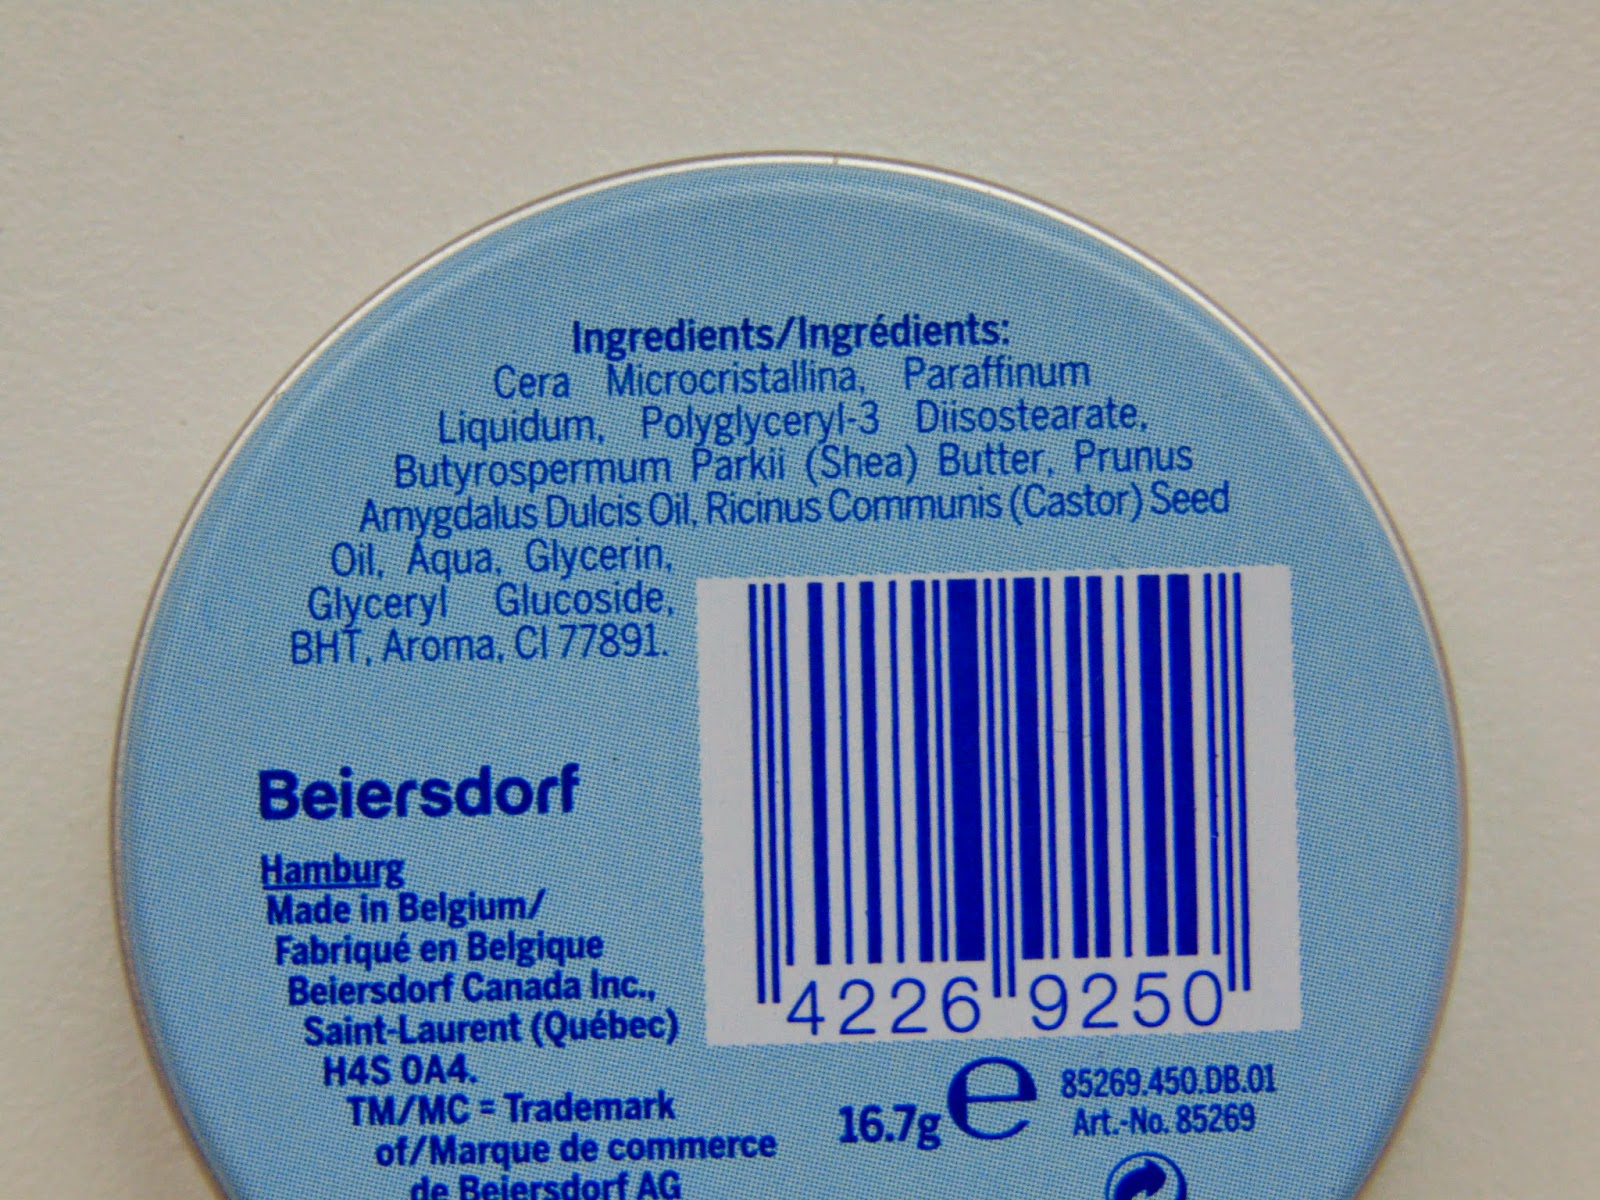 Ingredients/Ingrédients:
Cera Microcristallina, Paraffinum
Liquidum, Polyglyceryl-3 Diisostearate,
Butyrospermum Parkii (Shea) Butter, Prunus
Amygdalus Dulcis Oil, Ricinus Communis (Castor) Seed
Oil, Aqua, Glycerin,
Glyceryl Glucoside,
BHT, Aroma, CI 77891.
Beiersdorf
Hamburg
Made in Belgium/
Fabriqué en Belgique
Beiersdorf Canada Inc.,
Saint-Laurent (Québec)
H4S 0A4.
TM/MC = Trademark
of/Marque de commerce
de Beiersdorf AG
4226 9250
16.7g e
85269.450.DB.01
Art.-No. 85269